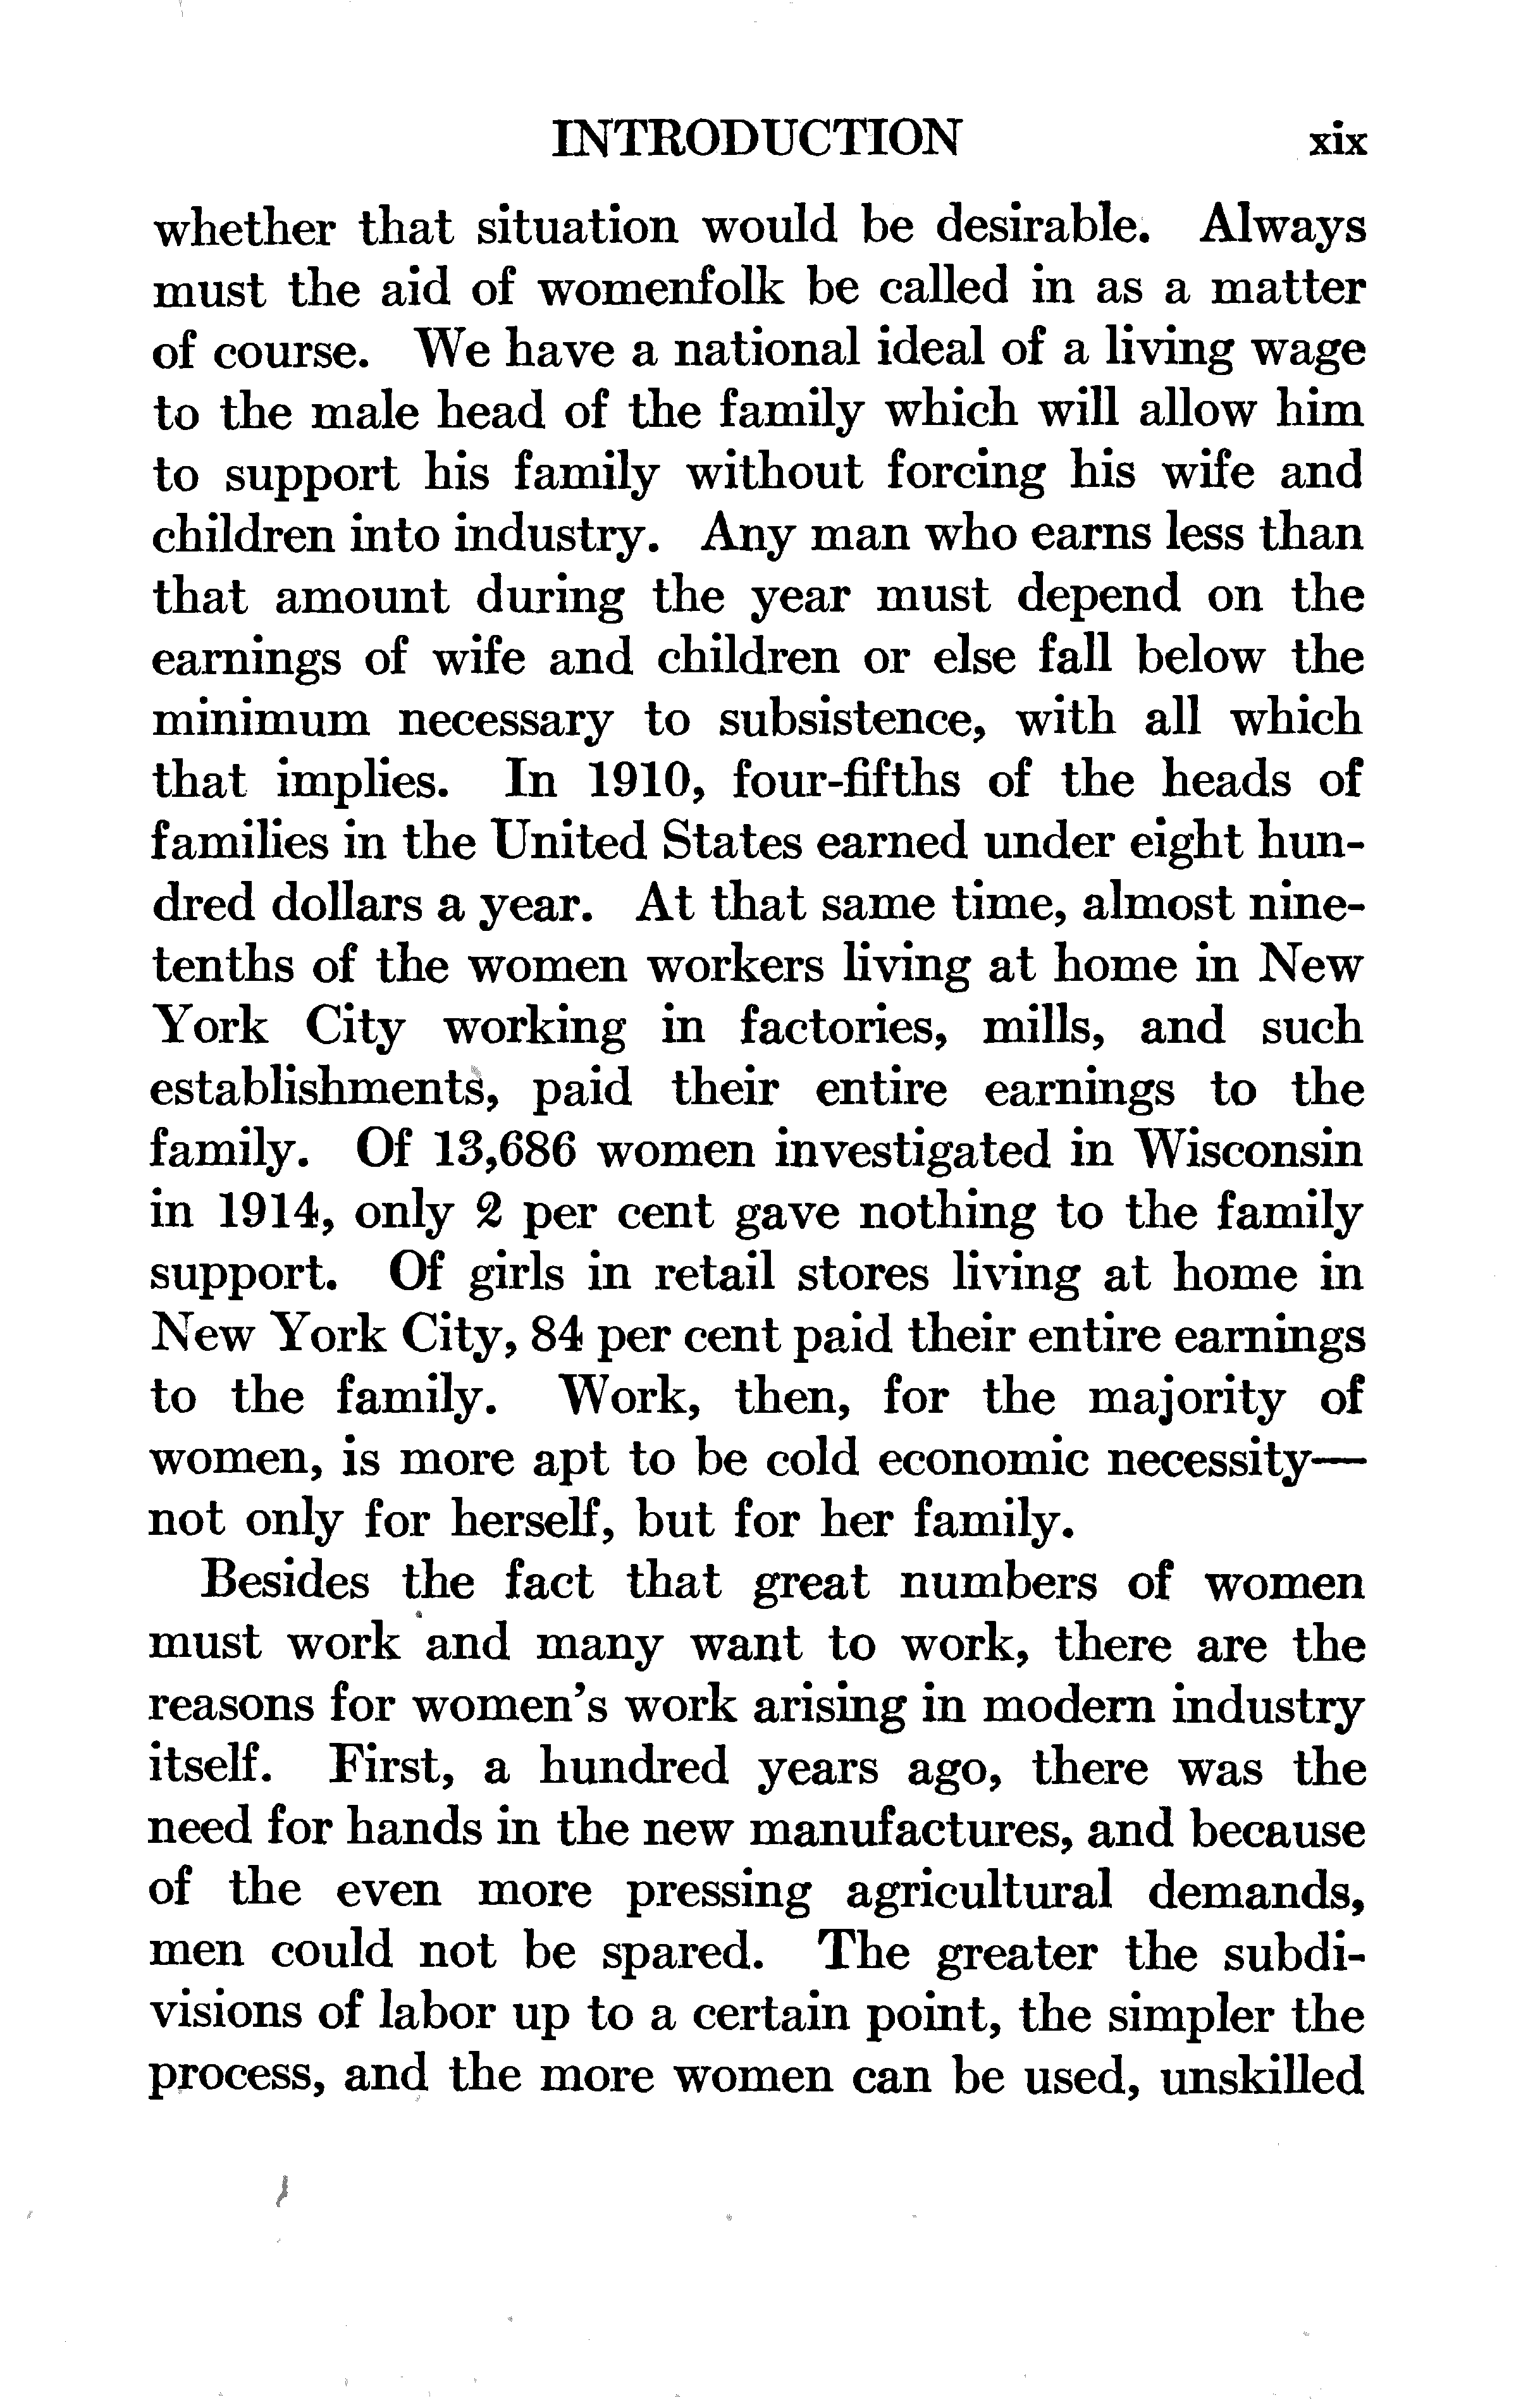 INTRODUCTION xix
whether that situation would be desirable. Always
must the aid of womenfolk be called in as a matter
of course. We have a national ideal of a living wage
to the male head of the family which will allow him
to support his family without forcing his wife and
children into industry. Any man who earns less than
that amount during the year must depend on the
earnings of wife and children or else fall below the
minimum necessary to subsistence, with all which
that implies. In 1910, four-fifths of the heads of
families in the United States earned under eight hun-
dred dollars a year. At that same time, almost nine-
tenths of the women workers living at home in New
York City working in factories, mills, and such
establishments, paid their entire earnings to the
family. Of 13,686 women investigated in Wisconsin
in 1914, only 2 per cent gave nothing to the family
support. Of girls in retail stores living at home in
New York City, 84 per cent paid their entire earnings
to the family. Work, then, for the majority of
women, is more apt to be cold economic necessity—
not only for herself, but for her family.
Besides the fact that great numbers of women
must work and many want to work, there are the
reasons for women's work arising in modern industry
itself. First, a hundred years ago, there was the
need for hands in the new manufactures, and because
of the even more pressing agricultural demands,
men could not be spared. The greater the subdi-
visions of labor up to a certain point, the simpler the
process, and the more women can be used, unskilled